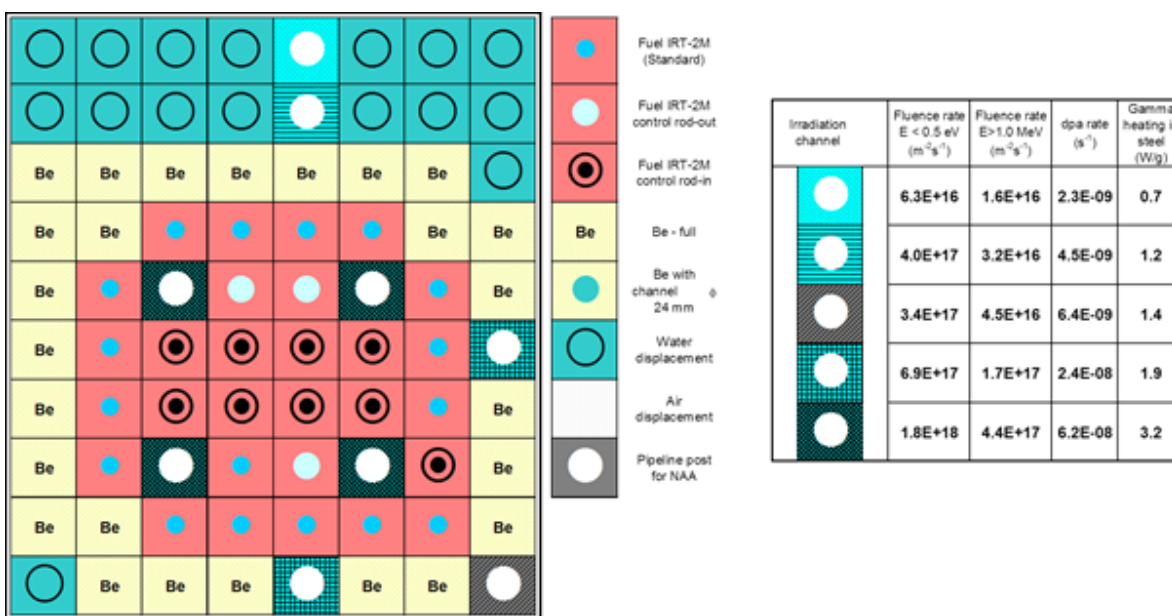 Be Be Be Be Be Be Be
Be Be Be Be
Be Be
Be
Be Be
Be Be
Be Be Be
Be Be Be Be Be
Fuel IRT-2M
(Standard)
Fuel IRT-2M
control rod-out
Fuel IRT-2M
control rod-in
Be
Be - full
Be with
channel ϕ
24 mm
Water
displacement
Air
displacement
Pipeline post
for NAA
Irradiation
channel
Fluence rate
E < 0.5 eV
(m⁻²s⁻¹)
Fluence rate
E>1.0 MeV
(m⁻²s⁻¹)
dpa rate
(s⁻¹)
Gamma
heating i
steel
(W/g)
6.3E+16 1.6E+16 2.3E-09 0.7
4.0E+17 3.2E+16 4.5E-09 1.2
3.4E+17 4.5E+16 6.4E-09 1.4
6.9E+17 1.7E+17 2.4E-08 1.9
1.8E+18 4.4E+17 6.2E-08 3.2